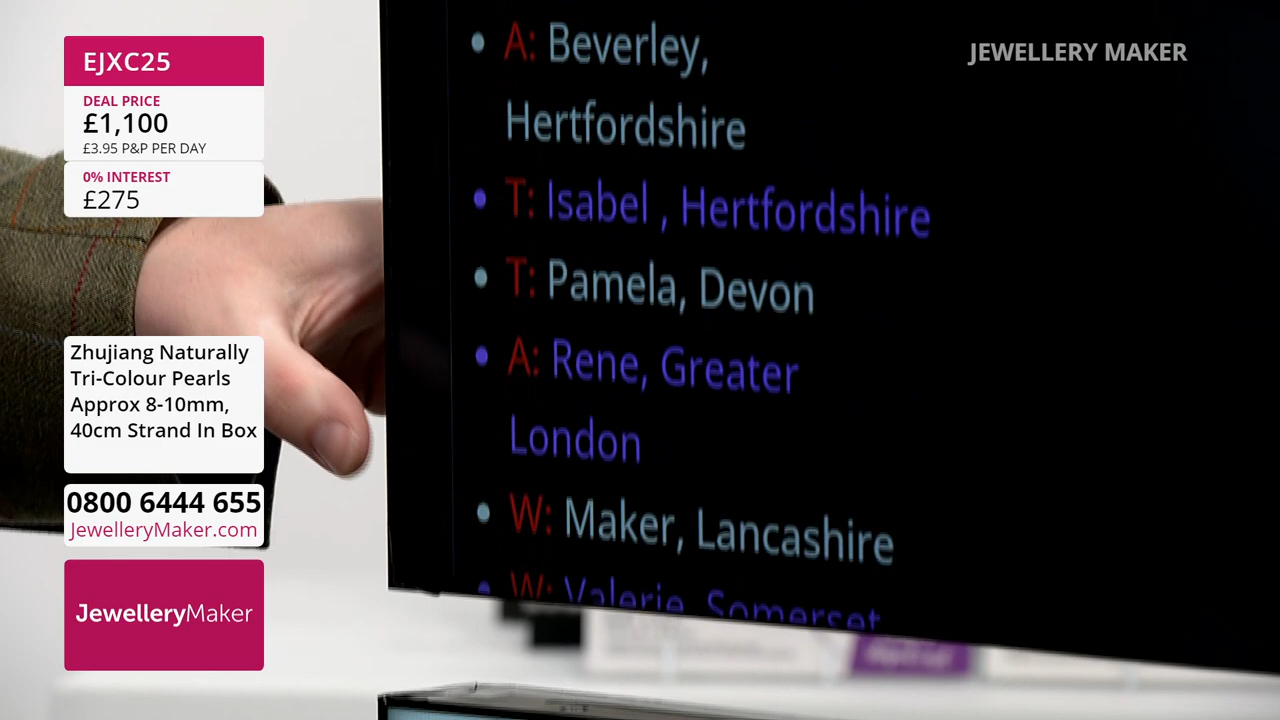 EJXC25
DEAL PRICE
£1,100
£3.95 P&P PER DAY
0% INTEREST
£275
Zhujiang Naturally
Tri-Colour Pearls
Approx 8-10mm,
40cm Strand In Box
0800 6444 655
JewelleryMaker.com
JewelleryMaker
JEWELLERY MAKER
• A: Beverley,
Hertfordshire
• T: Isabel , Hertfordshire
• T: Pamela, Devon
• A: Rene, Greater
London
• W: Maker, Lancashire
• W: Valerie, Somerset